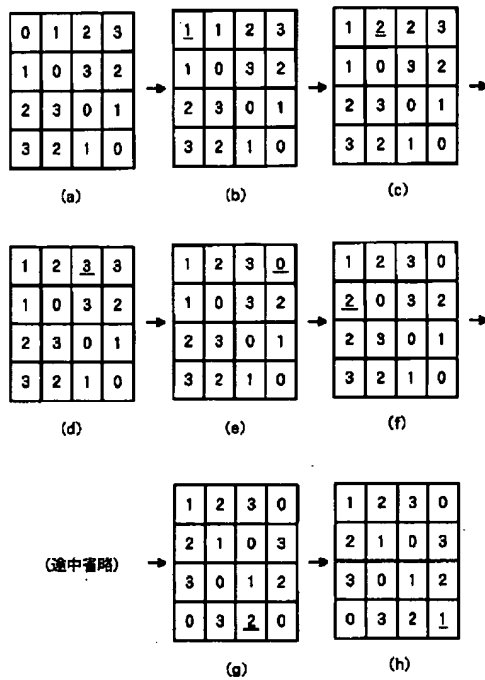 0 1 2 3 1 1 2 3 1 2 2 3
1 0 3 2 1 0 3 2 1 0 3 2
2 3 0 1 → 2 3 0 1 → 2 3 0 1 →
3 2 1 0 3 2 1 0 3 2 1 0
(a) (b) (c)
1 2 3 3 1 2 3 0 1 2 3 0
1 0 3 2 1 0 3 2 2 0 3 2
2 3 0 1 → 2 3 0 1 → 2 3 0 1 →
3 2 1 0 3 2 1 0 3 2 1 0
(d) (e) (f)
1 2 3 0 1 2 3 0
2 1 0 3 2 1 0 3
(途中省略) → 3 0 1 2 → 3 0 1 2
0 3 2 0 0 3 2 1
(g) (h)